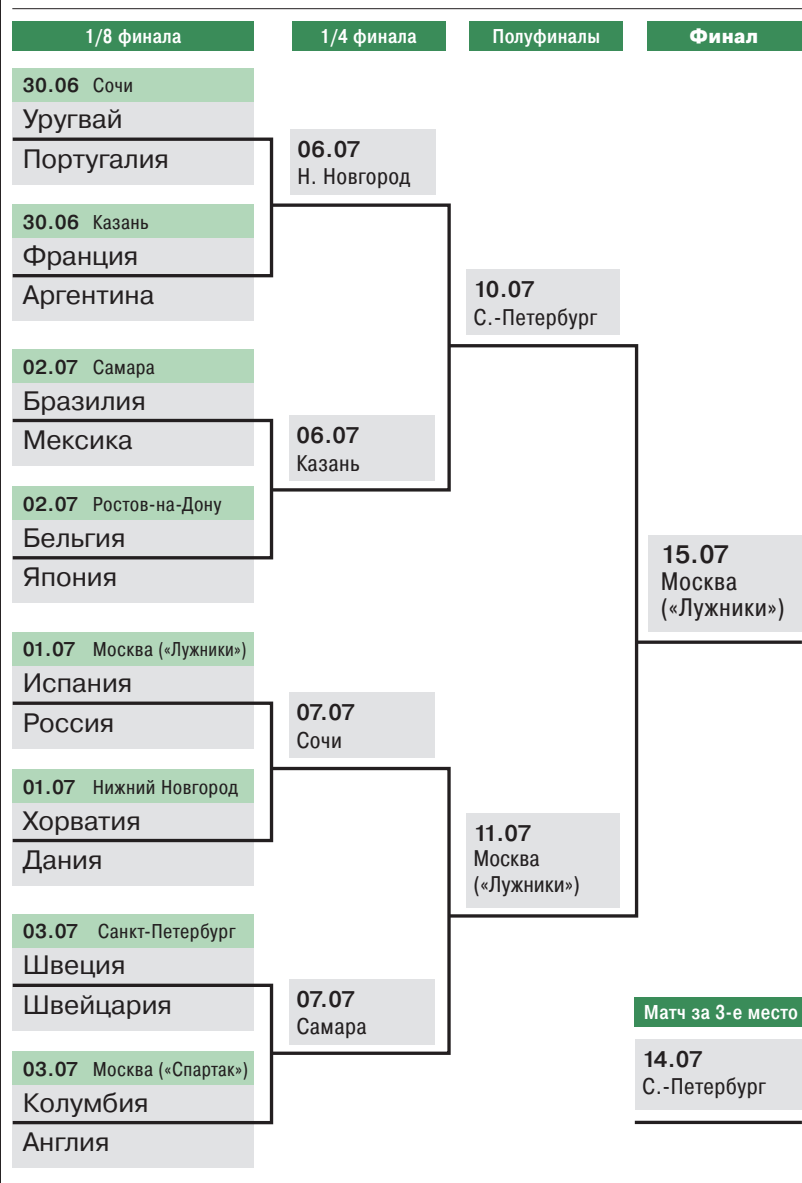 1/8 финала
1/4 финала
Полуфиналы
Финал
30.06 Сочи
Уругвай
Португалия
30.06 Казань
Франция
Аргентина
02.07 Самара
Бразилия
Мексика
02.07 Ростов-на-Дону
Бельгия
Япония
01.07 Москва («Лужники»)
Испания
Россия
01.07 Нижний Новгород
Хорватия
Дания
03.07 Санкт-Петербург
Швеция
Швейцария
03.07 Москва («Спартак»)
Колумбия
Англия
06.07
Н. Новгород
06.07
Казань
07.07
Сочи
07.07
Самара
10.07
С.-Петербург
11.07
Москва
(«Лужники»)
15.07
Москва
(«Лужники»)
Матч за 3-е место
14.07
С.-Петербург